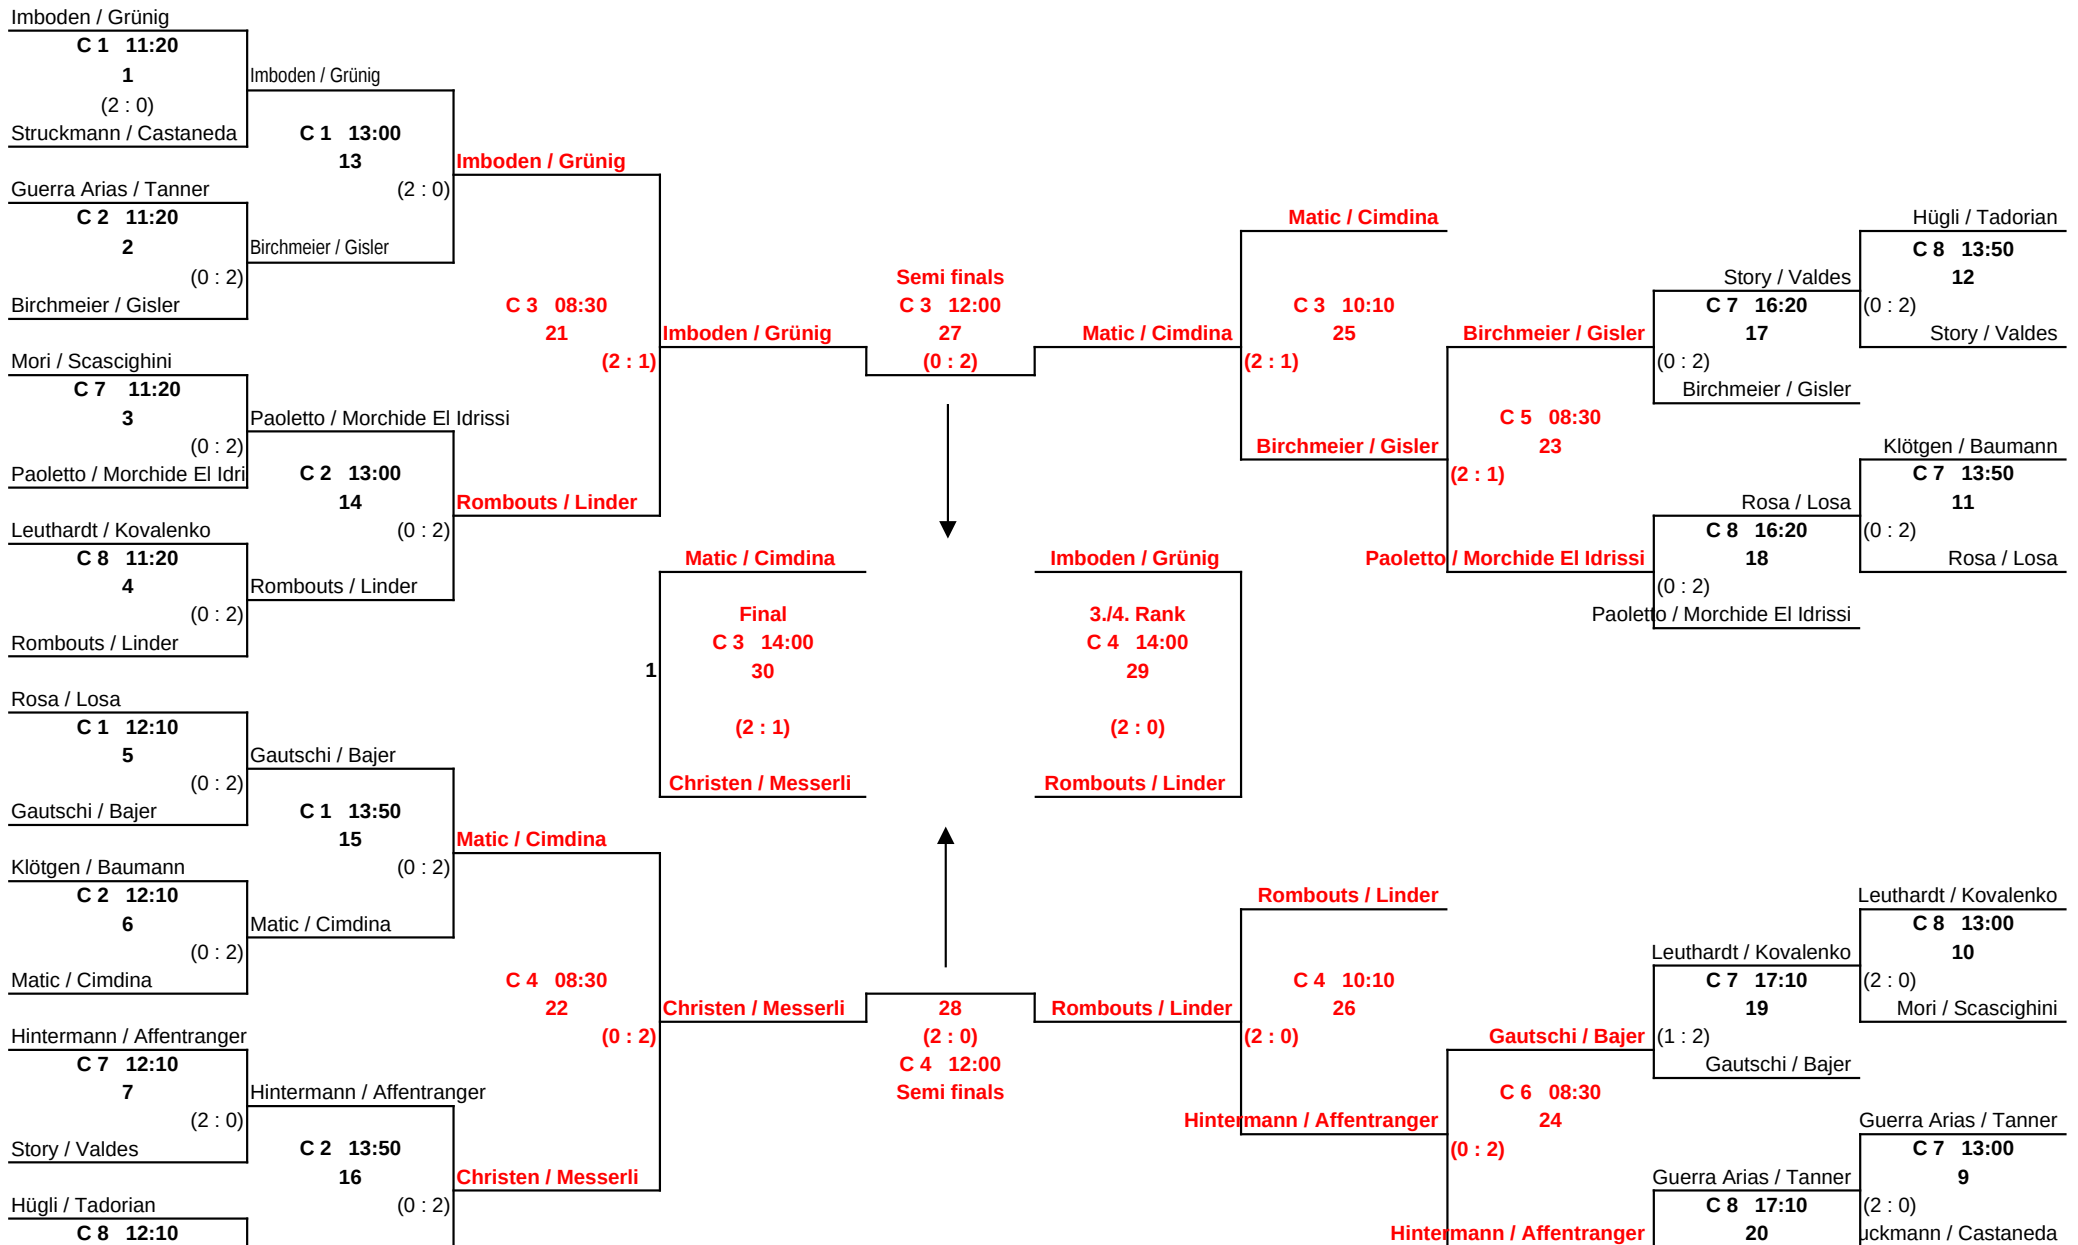 Imboden / Grünig
C 1 11:20
1
(2 : 0)
Struckmann / Castaneda
Guerra Arias / Tanner
C 2 11:20
2
(0 : 2)
Birchmeier / Gisler
Mori / Scascighini
C 7 11:20
3
(0 : 2)
Paoletto / Morchide El Idri
Leuthardt / Kovalenko
C 8 11:20
4
(0 : 2)
Rombouts / Linder
Rosa / Losa
C 1 12:10
5
(0 : 2)
Gautschi / Bajer
Klötgen / Baumann
C 2 12:10
6
(0 : 2)
Matic / Cimdina
Hintermann / Affentranger
C 7 12:10
7
(2 : 0)
Story / Valdes
Hügli / Tadorian
C 8 12:10
Imboden / Grünig
C 1 13:00
13
(2 : 0)
Birchmeier / Gisler
Paoletto / Morchide El Idrissi
C 2 13:00
14
(0 : 2)
Rombouts / Linder
Gautschi / Bajer
C 1 13:50
15
(0 : 2)
Matic / Cimdina
Hintermann / Affentranger
C 2 13:50
16
(0 : 2)
Imboden / Grünig
C 3 08:30
21
(2 : 1)
Rombouts / Linder
Matic / Cimdina
C 4 08:30
22
(0 : 2)
Christen / Messerli
Imboden / Grünig
Semi finals
C 3 12:00
27
(0 : 2)
Matic / Cimdina
Matic / Cimdina
Final
C 3 14:00
1
30
(2 : 1)
Christen / Messerli
Imboden / Grünig
3./4. Rank
C 4 14:00
29
(2 : 0)
Rombouts / Linder
Christen / Messerli
28
(2 : 0)
C 4 12:00
Semi finals
Rombouts / Linder
Matic / Cimdina
C 3 10:10
25
(2 : 1)
Birchmeier / Gisler
Rombouts / Linder
C 4 10:10
26
(2 : 0)
Hintermann / Affentranger
Birchmeier / Gisler
C 5 08:30
23
(2 : 1)
Paoletto / Morchide El Idrissi
Gautschi / Bajer
C 6 08:30
24
(0 : 2)
Hintermann / Affentranger
Story / Valdes
C 7 16:20
17
(0 : 2)
Birchmeier / Gisler
Rosa / Losa
C 8 16:20
18
(0 : 2)
Paoletto / Morchide El Idrissi
Leuthardt / Kovalenko
C 7 17:10
19
(1 : 2)
Gautschi / Bajer
Guerra Arias / Tanner
C 8 17:10
20
Hügli / Tadorian
C 8 13:50
12
(0 : 2)
Story / Valdes
Klötgen / Baumann
C 7 13:50
11
(0 : 2)
Rosa / Losa
Leuthardt / Kovalenko
C 8 13:00
10
(2 : 0)
Mori / Scascighini
Guerra Arias / Tanner
C 7 13:00
9
(2 : 0)
uckmann / Castaneda